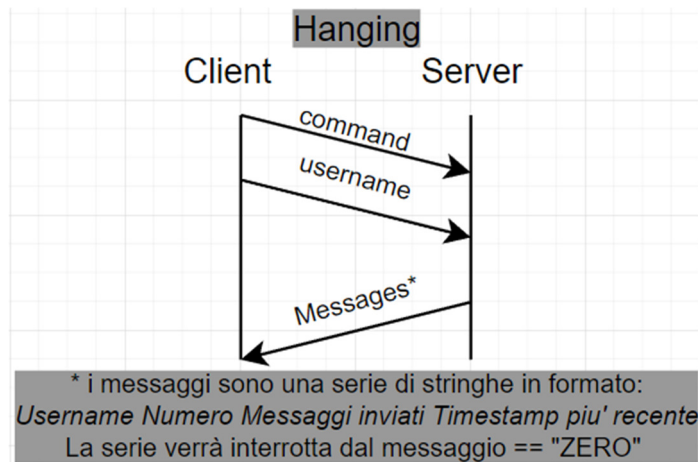 Hanging
Client Server
command
username
Messages*
* i messaggi sono una serie di stringhe in formato:
Username Numero Messaggi inviati Timestamp piu' recente
La serie verrà interrotta dal messaggio == "ZERO"